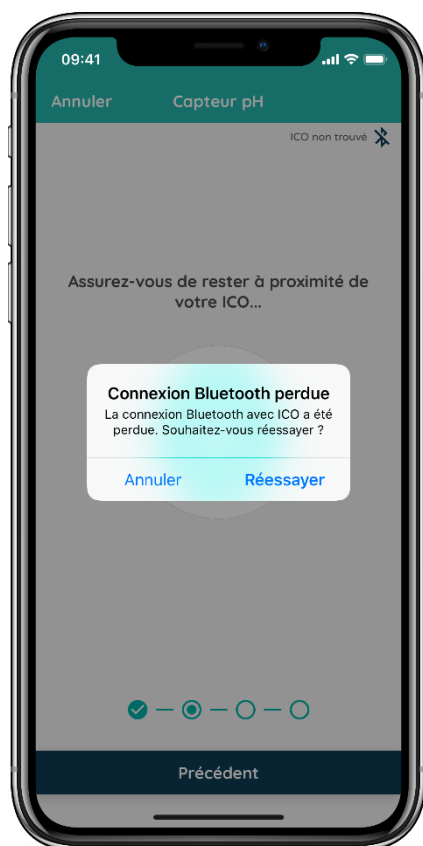 09:41
Annuler Capteur pH
ICO non trouvé
Assurez-vous de rester à proximité de
votre ICO...
Connexion Bluetooth perdue
La connexion Bluetooth avec ICO a été
perdue. Souhaitez-vous réessayer ?
Annuler Réessayer
Précédent